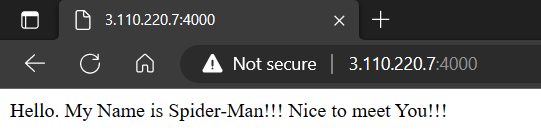 3.110.220.7:4000
Not secure | 3.110.220.7:4000
Hello. My Name is Spider-Man!!! Nice to meet You!!!